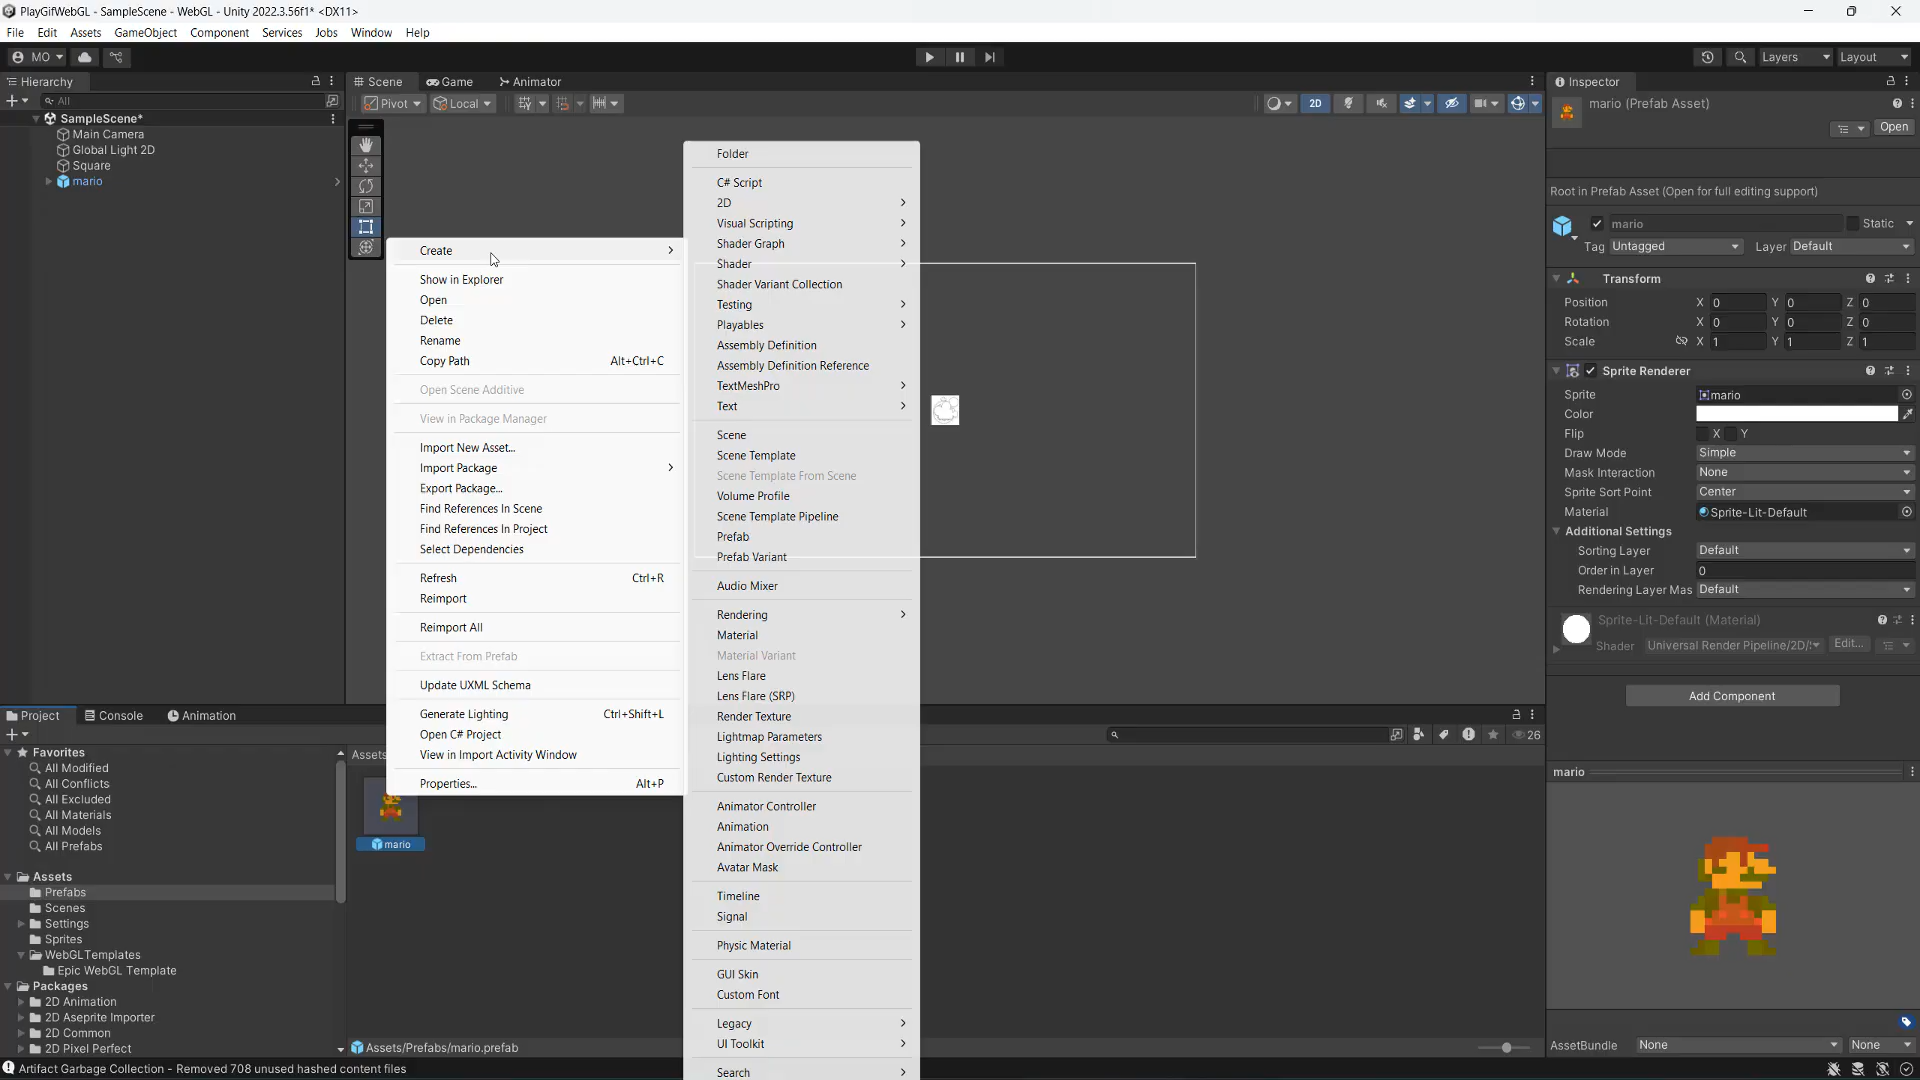 PlayGifWebGL - SampleScene - WebGL - Unity 2022.3.56f1* <DX11>
File Edit Assets GameObject Component Services Jobs Window Help
MO
Layers
Layout
Hierarchy
All
SampleScene*
Main Camera
Global Light 2D
Square
mario
Scene
Game
Animator
Pivot
Local
2D
Create
Show in Explorer
Open
Delete
Rename
Copy Path Alt+Ctrl+C
Open Scene Additive
View in Package Manager
Import New Asset...
Import Package
Export Package...
Find References In Scene
Find References In Project
Select Dependencies
Refresh Ctrl+R
Reimport
Reimport All
Extract From Prefab
Update UXML Schema
Generate Lighting Ctrl+Shift+L
Open C# Project
View in Import Activity Window
Properties... Alt+P
Folder
C# Script
2D
Visual Scripting
Shader Graph
Shader
Shader Variant Collection
Testing
Playables
Assembly Definition
Assembly Definition Reference
TextMeshPro
Text
Scene
Scene Template
Scene Template From Scene
Volume Profile
Scene Template Pipeline
Prefab
Prefab Variant
Audio Mixer
Rendering
Material
Material Variant
Lens Flare
Lens Flare (SRP)
Render Texture
Lightmap Parameters
Lighting Settings
Custom Render Texture
Animator Controller
Animation
Animator Override Controller
Avatar Mask
Timeline
Signal
Physic Material
GUI Skin
Custom Font
Legacy
UI Toolkit
Search
Inspector
mario (Prefab Asset)
Open
Root in Prefab Asset (Open for full editing support)
mario Static
Tag Untagged Layer Default
Transform
Position X 0 Y 0 Z 0
Rotation X 0 Y 0 Z 0
Scale X 1 Y 1 Z 1
Sprite Renderer
Sprite mario
Color
Flip X Y
Draw Mode Simple
Mask Interaction None
Sprite Sort Point Center
Material Sprite-Lit-Default
Additional Settings
Sorting Layer Default
Order in Layer 0
Rendering Layer Mas Default
Sprite-Lit-Default (Material)
Shader Universal Render Pipeline/2D/ Edit...
Add Component
mario
AssetBundle None None
Project
Console
Animation
26
Favorites
All Modified
All Conflicts
All Excluded
All Materials
All Models
All Prefabs
Assets
Prefabs
Scenes
Settings
Sprites
WebGLTemplates
Epic WebGL Template
Packages
2D Animation
2D Aseprite Importer
2D Common
2D Pixel Perfect
Assets
mario
Assets/Prefabs/mario.prefab
Artifact Garbage Collection - Removed 708 unused hashed content files